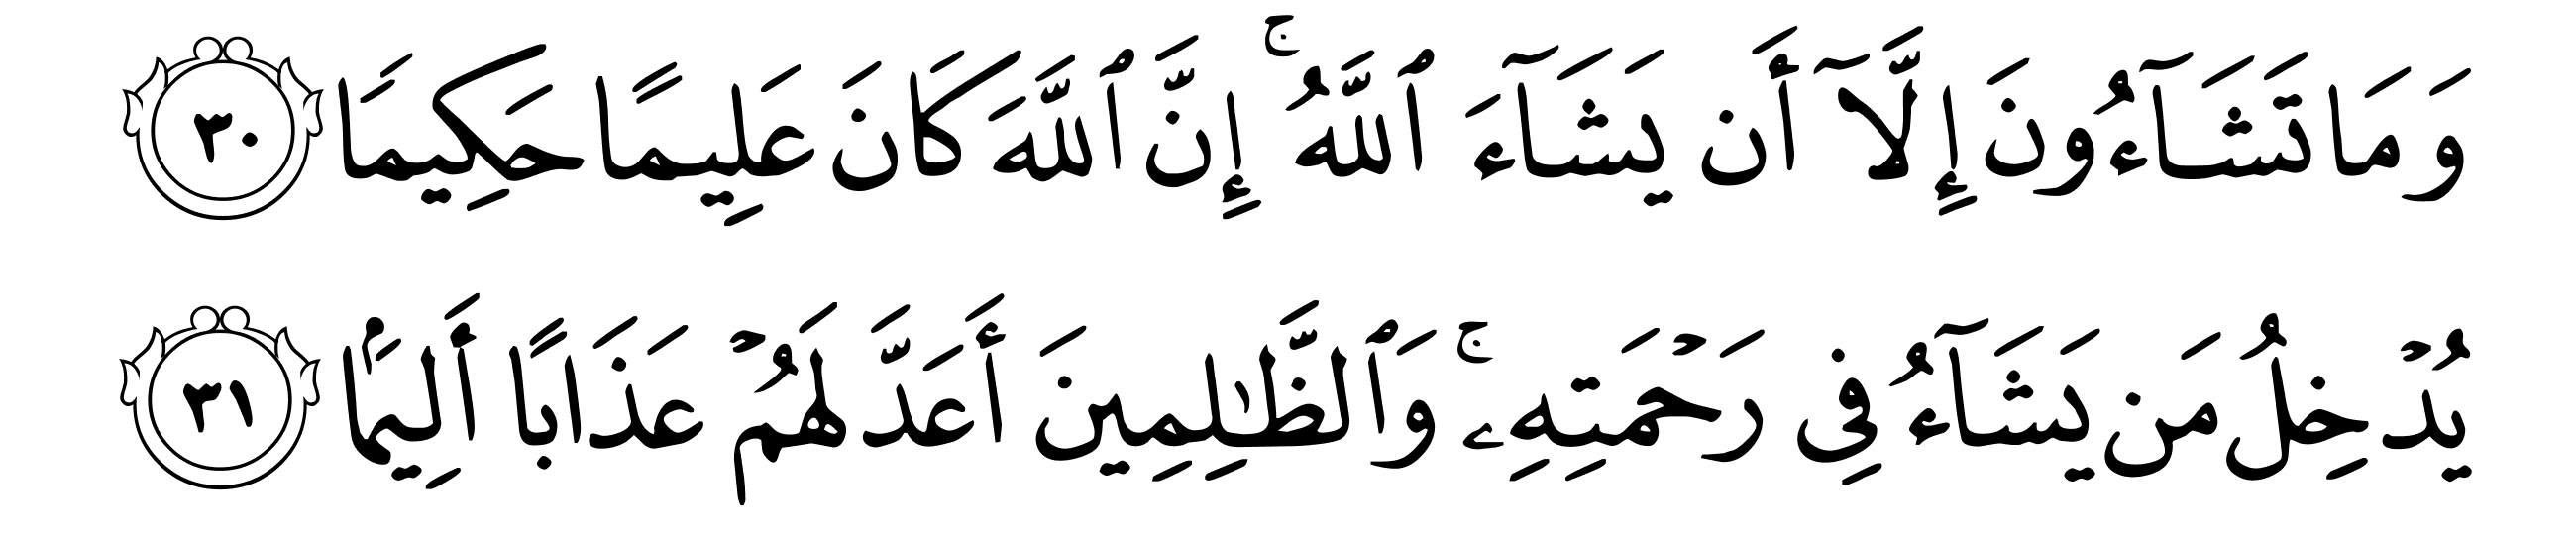 وَمَا تَشَآءُونَ إِلَّآ أَن يَشَآءَ ٱللَّهُ ۚ إِنَّ ٱللَّهَ كَانَ عَلِيمًا حَكِيمًا ٣٠
يُدْخِلُ مَن يَشَآءُ فِى رَحْمَتِهِۦ ۚ وَٱلظَّـٰلِمِينَ أَعَدَّ لَهُمْ عَذَابًا أَلِيمًۢا ٣١